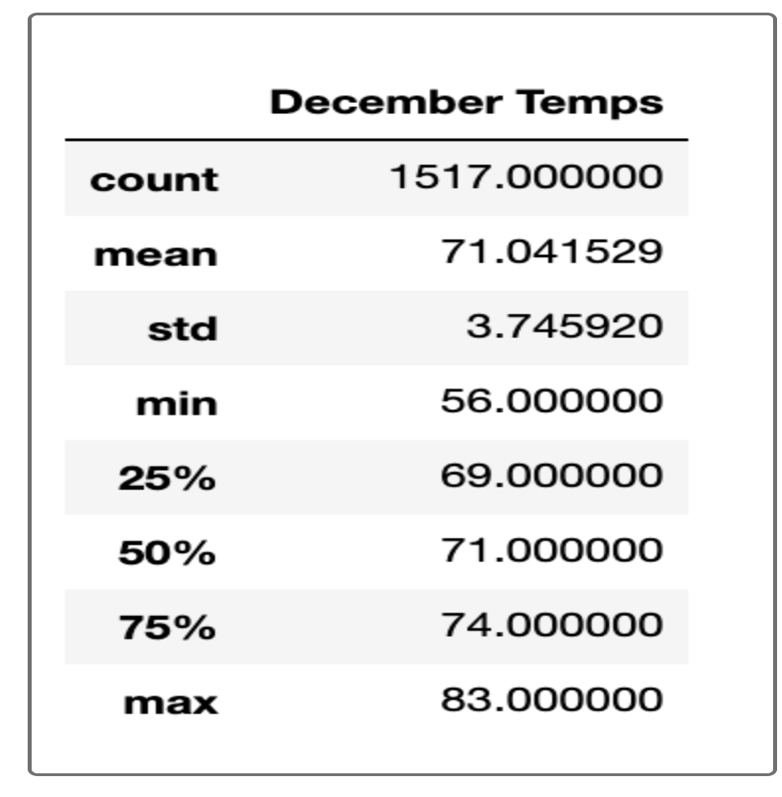 December Temps
count 1517.000000
mean 71.041529
std 3.745920
min 56.000000
25% 69.000000
50% 71.000000
75% 74.000000
max 83.000000